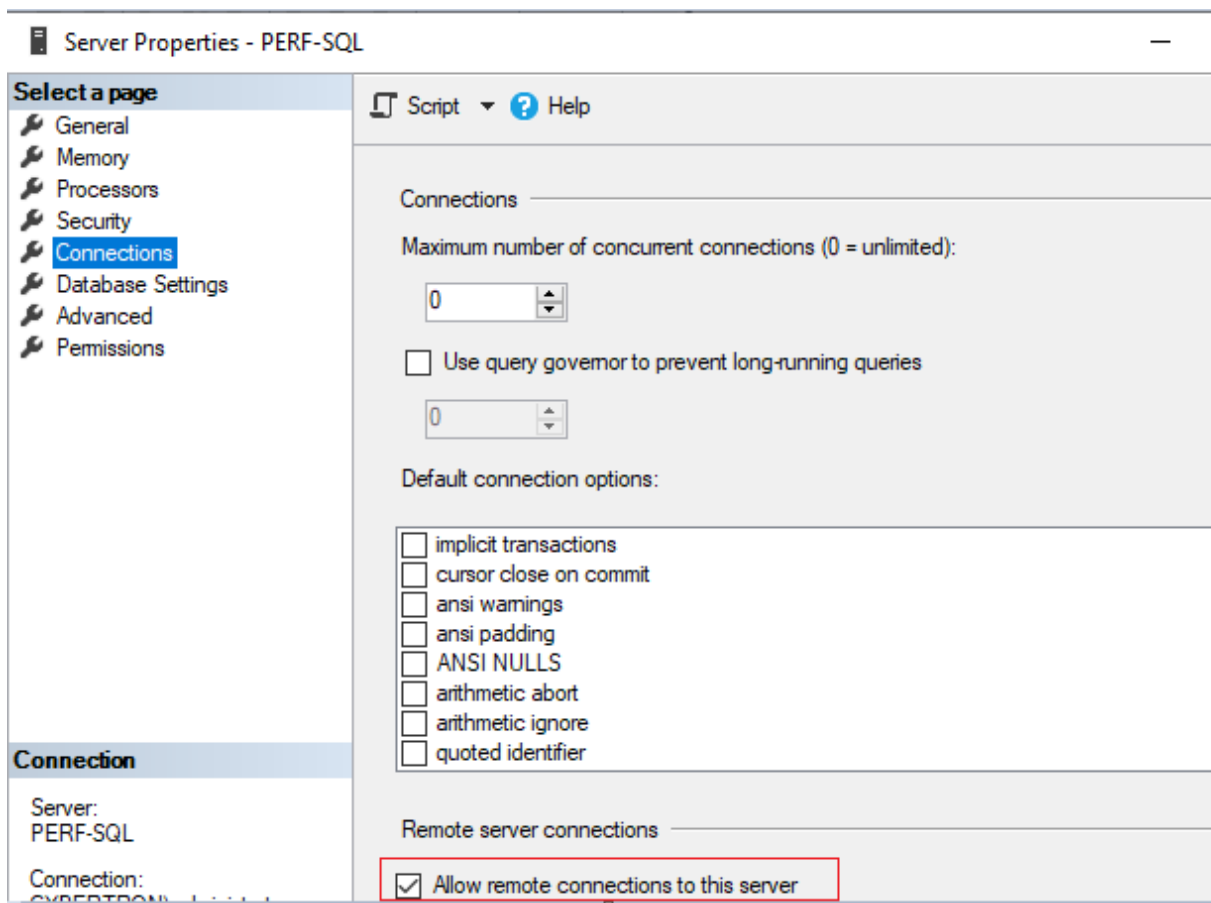 Server Properties - PERF-SQL
Select a page
General
Memory
Processors
Security
Connections
Database Settings
Advanced
Permissions
Script
Help
Connections
Maximum number of concurrent connections (0 = unlimited):
0
Use query governor to prevent long-running queries
0
Default connection options:
implicit transactions
cursor close on commit
ansi warnings
ansi padding
ANSI NULLS
arithmetic abort
arithmetic ignore
quoted identifier
Remote server connections
Allow remote connections to this server
Connection
Server:
PERF-SQL
Connection: